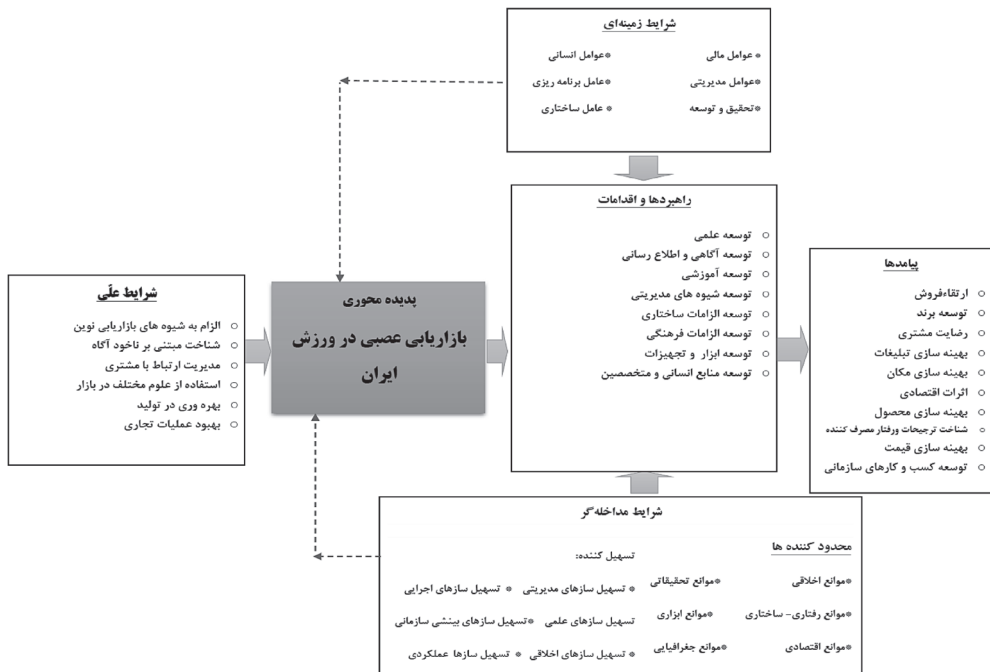 شرایط زمینه‌ای
*عوامل مالی *عوامل انسانی
*عوامل مدیریتی *عامل برنامه ریزی
*تحقیق و توسعه * عامل ساختاری
راهبردها و اقدامات
○ توسعه علمی
○ توسعه آگاهی و اطلاع رسانی
○ توسعه آموزشی
○ توسعه شیوه های مدیریتی
○ توسعه الزامات ساختاری
○ توسعه الزامات فرهنگی
○ توسعه ابزار و تجهیزات
○ توسعه منابع انسانی و متخصصین
شرایط علّی
○ الزام به شیوه های بازاریابی نوین
○ شناخت مبتنی بر ناخود آگاه
○ مدیریت ارتباط با مشتری
○ استفاده از علوم مختلف در بازار
○ بهره وری در تولید
○ بهبود عملیات تجاری
پدیده محوری
بازاریابی عصبی در ورزش
ایران
پیامدها
○ ارتقاءفروش
○ توسعه برند
○ رضایت مشتری
○ بهینه سازی تبلیغات
○ بهینه سازی مکان
○ اثرات اقتصادی
○ بهینه سازی محصول
○ شناخت ترجیحات ورفتار مصرف کننده
○ بهینه سازی قیمت
○ توسعه کسب و کارهای سازمانی
شرایط مداخله‌گر
محدود کننده ها
*موانع اخلاقی *موانع تحقیقاتی
*موانع رفتاری- ساختاری *موانع ابزاری
*موانع اقتصادی *موانع جغرافیایی
تسهیل کننده:
* تسهیل سازهای مدیریتی * تسهیل سازهای اجرایی
تسهیل سازهای علمی *تسهیل سازهای بینشی سازمانی
* تسهیل سازهای اخلاقی * تسهیل سازها عملکردی